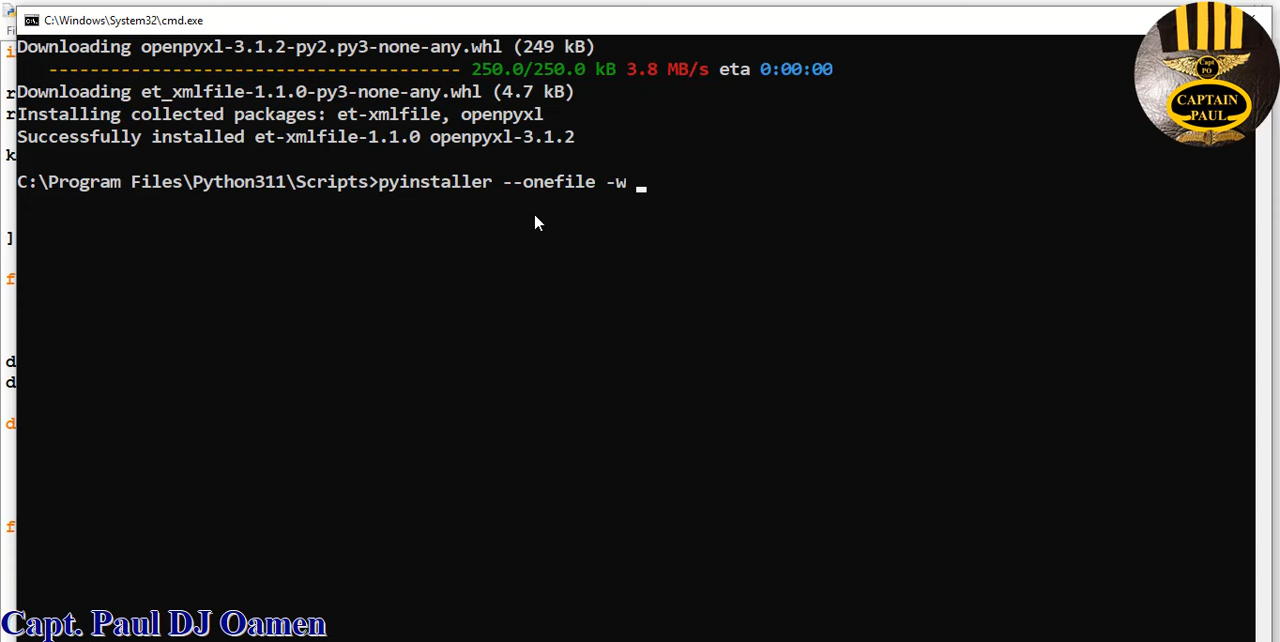 C:\Windows\System32\cmd.exe
Downloading openpyxl-3.1.2-py2.py3-none-any.whl (249 kB)
---------------------------------------- 250.0/250.0 kB 3.8 MB/s eta 0:00:00
Downloading et_xmlfile-1.1.0-py3-none-any.whl (4.7 kB)
Installing collected packages: et-xmlfile, openpyxl
Successfully installed et-xmlfile-1.1.0 openpyxl-3.1.2
C:\Program Files\Python311\Scripts>pyinstaller --onefile -w _
Capt
PO
CAPTAIN
PAUL
Fi
i
r
r
k
]
f
d
d
d
f
Capt. Paul DJ Oamen